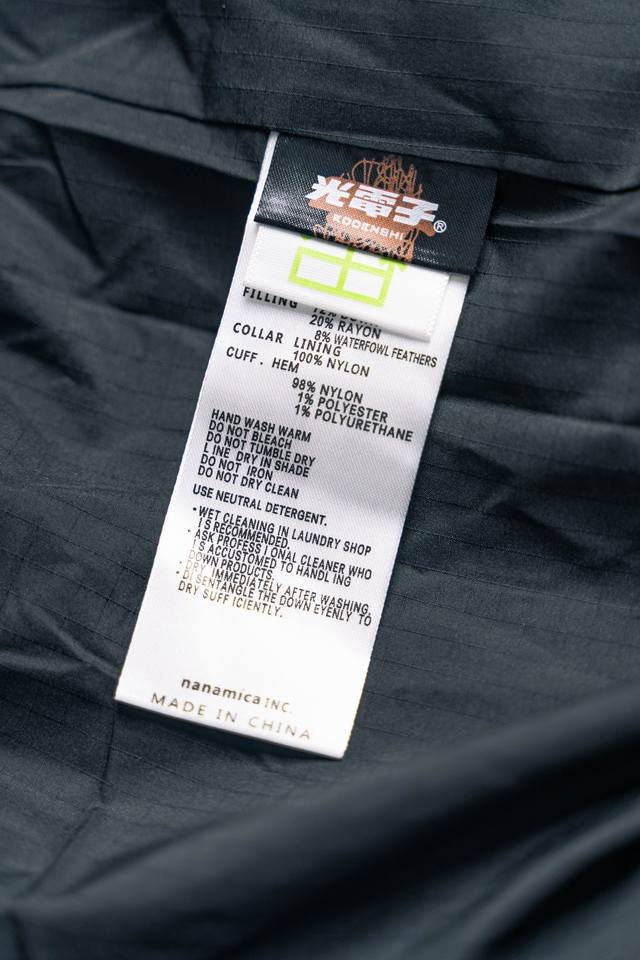 光電子®
KODENSHI
FILLING
20% RAYON
8% WATERFOWL FEATHERS
COLLAR LINING
100% NYLON
CUFF. HEM
98% NYLON
1% POLYESTER
1% POLYURETHANE
HAND WASH WARM
DO NOT BLEACH
DO NOT TUMBLE DRY
LINE DRY IN SHADE
DO NOT IRON
DO NOT DRY CLEAN
USE NEUTRAL DETERGENT.
・WET CLEANING IN LAUNDRY SHOP
IS RECOMMENDED.
・ASK PROCESSIONAL CLEANER WHO
IS ACCUSTOMED TO HANDLING
DOWN PRODUCTS.
・DRY IMMEDIATELY AFTER WASHING.
・DISENTANGLE THE DOWN EYENLY TO
DRY SUFFICIENTLY.
nanamica INC.
MADE IN CHINA